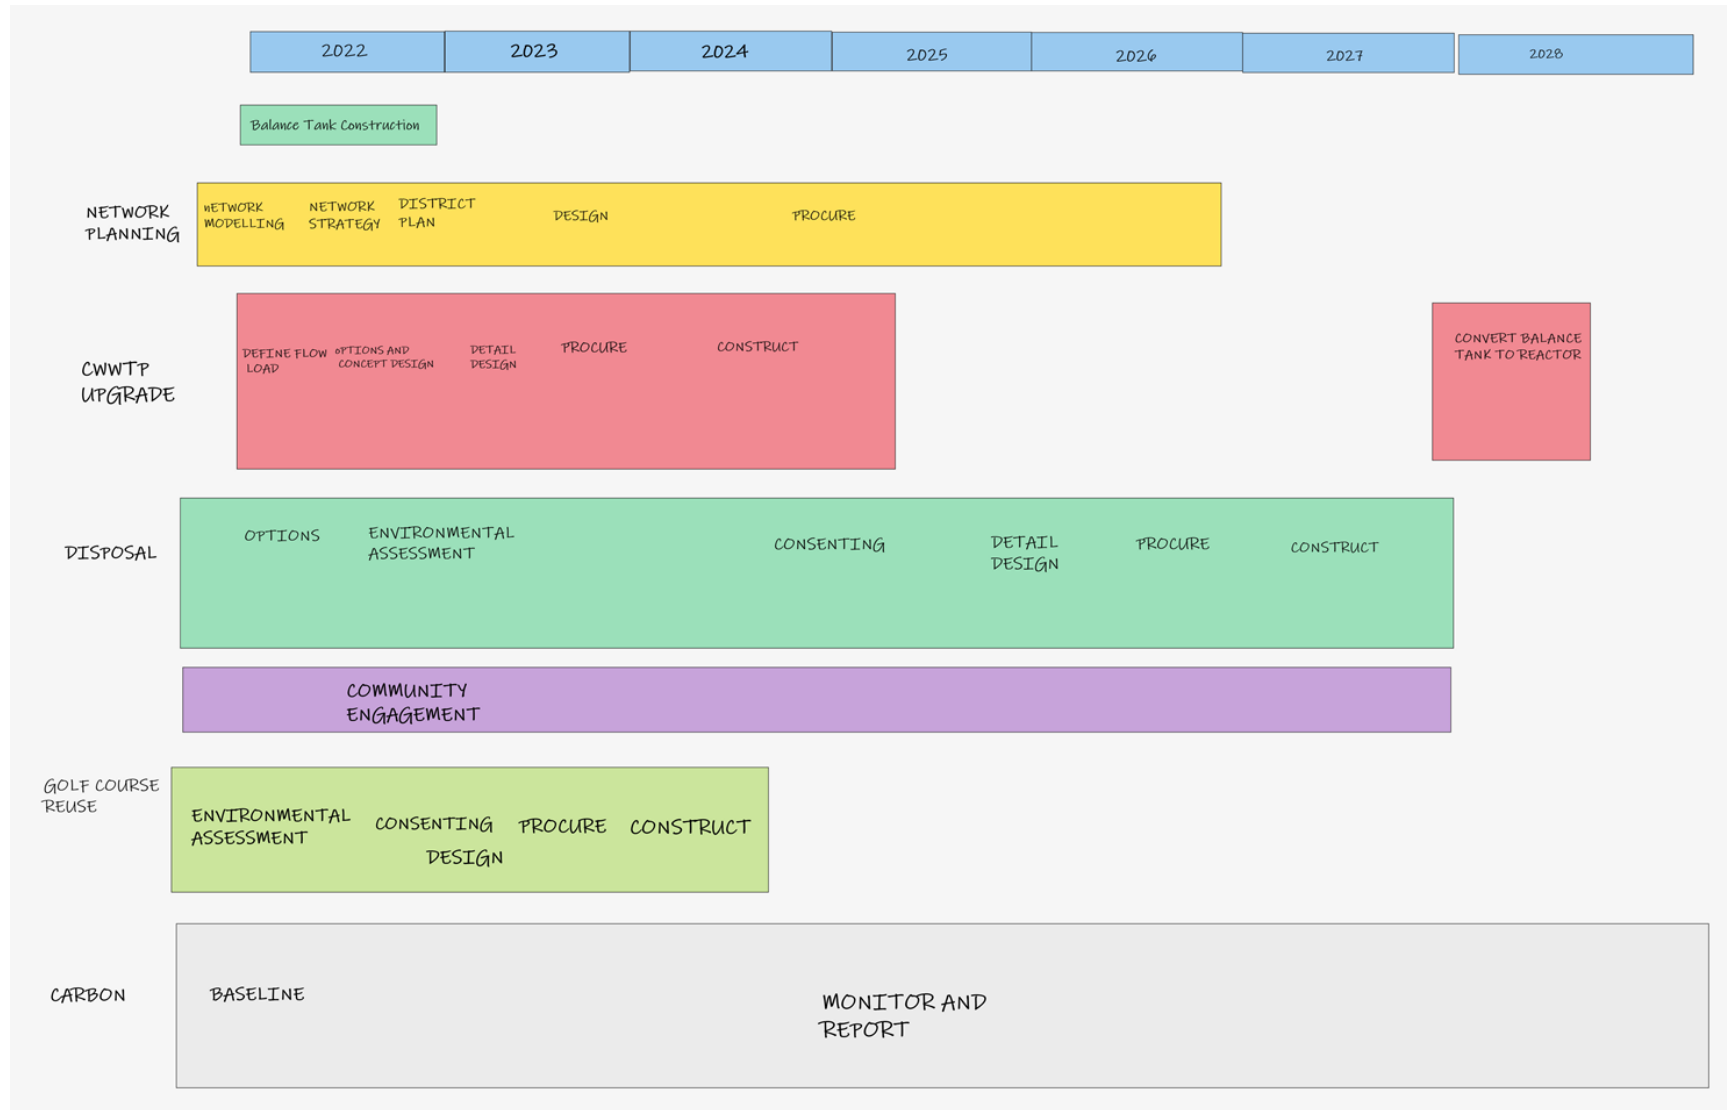 2022
2023
2024
2025
2026
2027
2028
Balance Tank Construction
NETWORK
PLANNING
nETWORK
MODELLING
NETWORK
STRATEGY
DISTRICT
PLAN
DESIGN
PROCURE
CWWTP
UPGRADE
DEFINE FLOW
LOAD
oPTIONS AND
CONCEPT DESIGN
DETAIL
DESIGN
PROCURE
CONSTRUCT
CONVERT BALANCE
TANK TO REACTOR
DISPOSAL
OPTIONS
ENVIRONMENTAL
ASSESSMENT
CONSENTING
DETAIL
DESIGN
PROCURE
CONSTRUCT
COMMUNITY
ENGAGEMENT
GOLF COURSE
REUSE
ENVIRONMENTAL
ASSESSMENT
CONSENTING
DESIGN
PROCURE
CONSTRUCT
CARBON
BASELINE
MONITOR AND
REPORT